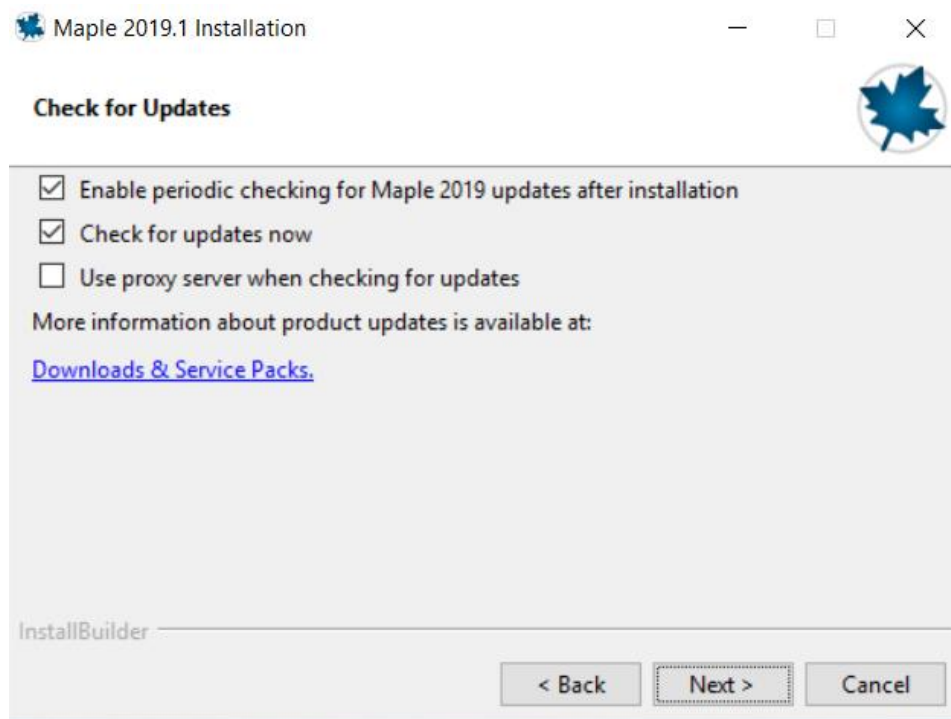 Maple 2019.1 Installation
Check for Updates
Enable periodic checking for Maple 2019 updates after installation
Check for updates now
Use proxy server when checking for updates
More information about product updates is available at:
Downloads & Service Packs.
InstallBuilder
< Back Next > Cancel